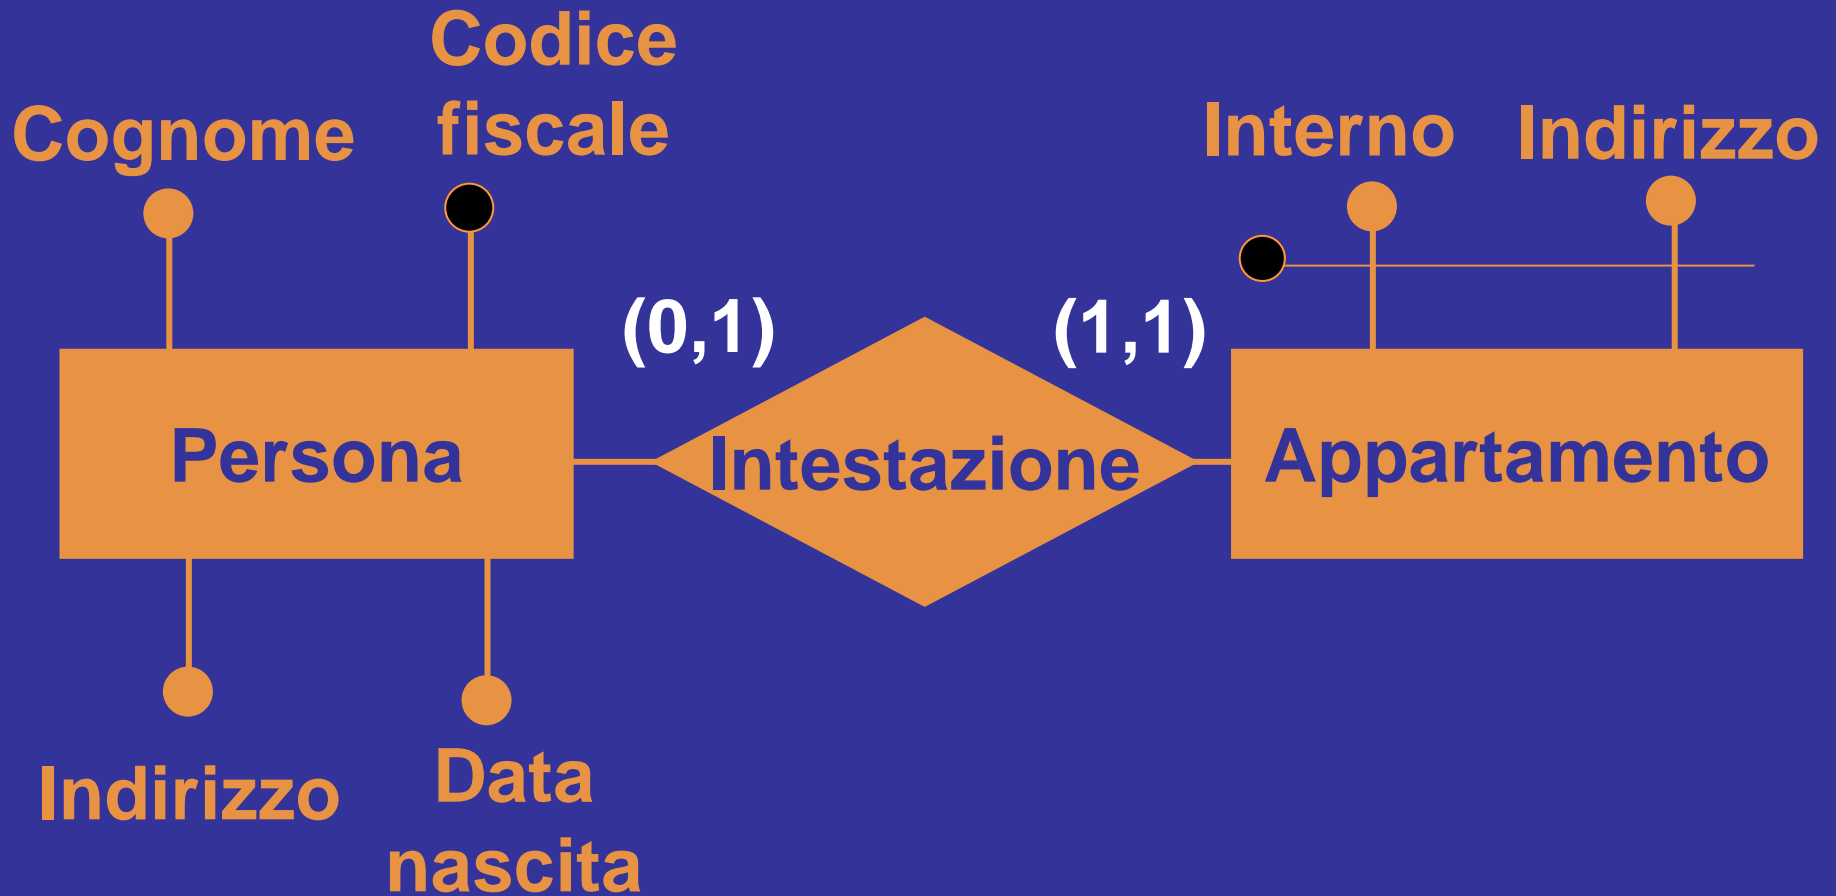 Codice
fiscale
Cognome
Interno
Indirizzo
(0,1)
(1,1)
Persona
Intestazione
Appartamento
Indirizzo
Data
nascita